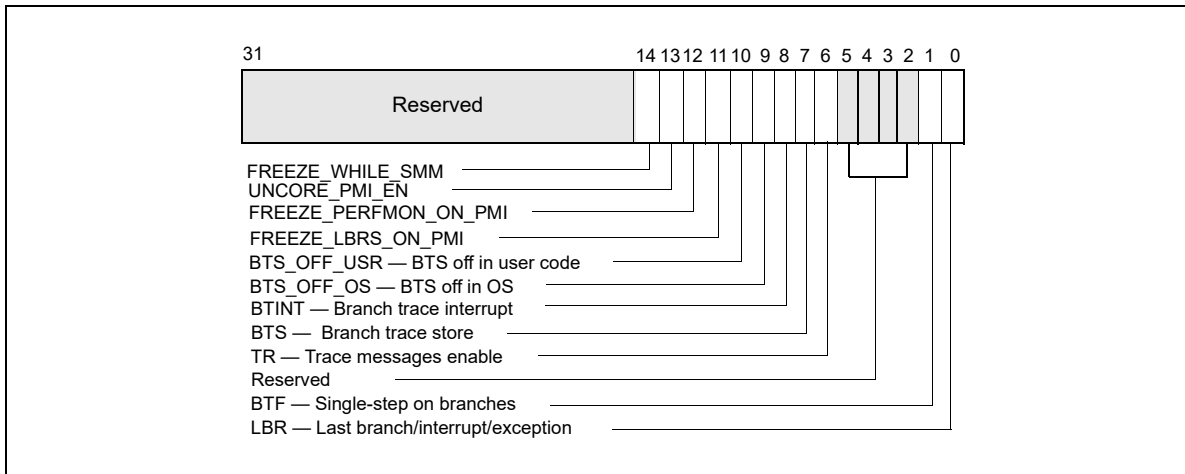 31 14 13 12 11 10 9 8 7 6 5 4 3 2 1 0
Reserved
FREEZE_WHILE_SMM
UNCORE_PMI_EN
FREEZE_PERFMON_ON_PMI
FREEZE_LBRS_ON_PMI
BTS_OFF_USR — BTS off in user code
BTS_OFF_OS — BTS off in OS
BTINT — Branch trace interrupt
BTS — Branch trace store
TR — Trace messages enable
Reserved
BTF — Single-step on branches
LBR — Last branch/interrupt/exception